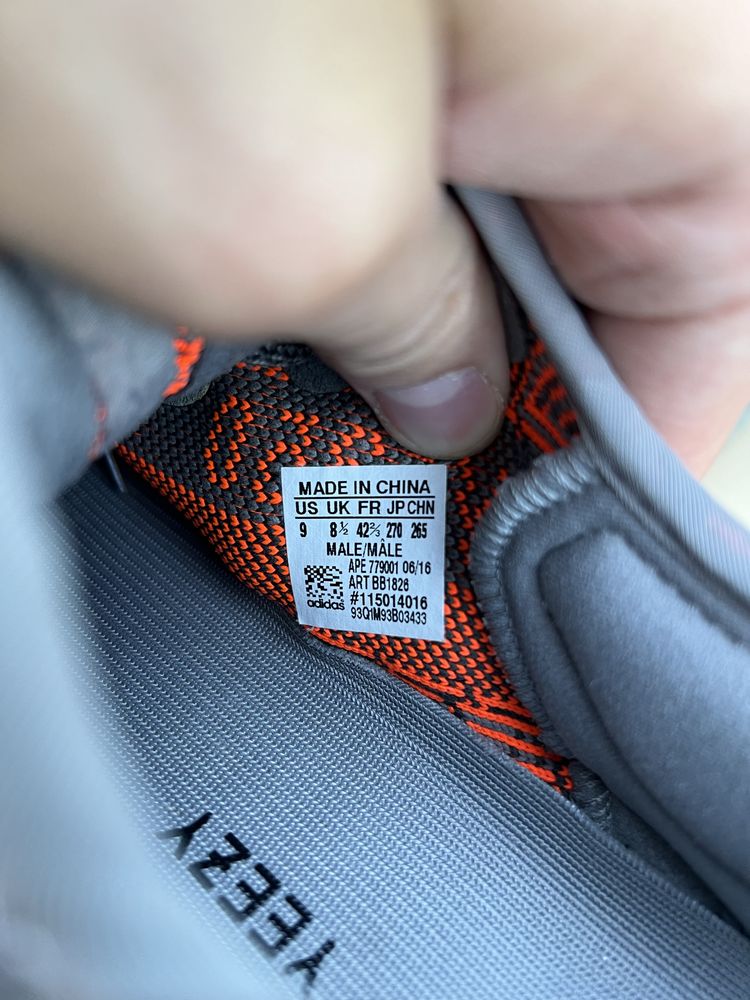 MADE IN CHINA
US UK FR JP CHN
9 8½ 42⅔ 270 265
MALE/MÂLE
APE 779001 06/16
ART BB1826
#115014016
adidas
93Q1M93B03433
YEEZY